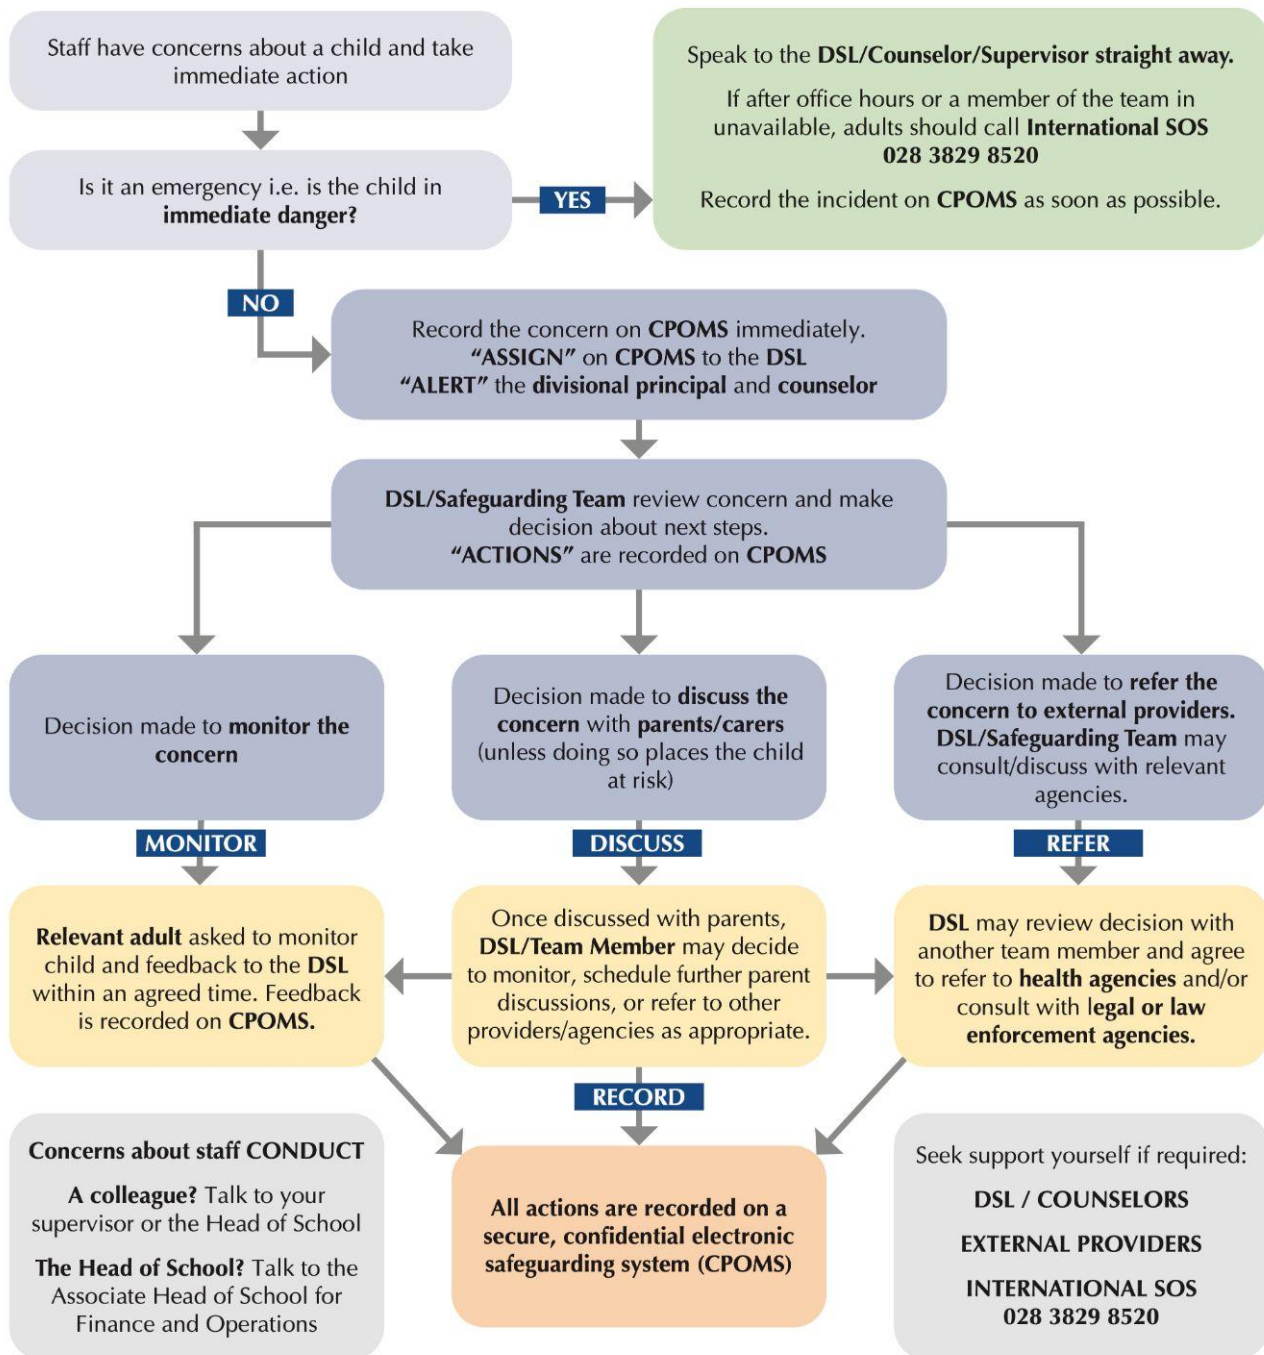 Staff have concerns about a child and take
immediate action
Speak to the DSL/Counselor/Supervisor straight away.
If after office hours or a member of the team in
unavailable, adults should call International SOS
028 3829 8520
Record the incident on CPOMS as soon as possible.
Is it an emergency i.e. is the child in
immediate danger?
YES
NO
Record the concern on CPOMS immediately.
“ASSIGN” on CPOMS to the DSL
“ALERT” the divisional principal and counselor
DSL/Safeguarding Team review concern and make
decision about next steps.
“ACTIONS” are recorded on CPOMS
Decision made to monitor the
concern
Decision made to discuss the
concern with parents/carers
(unless doing so places the child
at risk)
Decision made to refer the
concern to external providers.
DSL/Safeguarding Team may
consult/discuss with relevant
agencies.
MONITOR
DISCUSS
REFER
Relevant adult asked to monitor
child and feedback to the DSL
within an agreed time. Feedback
is recorded on CPOMS.
Once discussed with parents,
DSL/Team Member may decide
to monitor, schedule further parent
discussions, or refer to other
providers/agencies as appropriate.
DSL may review decision with
another team member and agree
to refer to health agencies and/or
consult with legal or law
enforcement agencies.
RECORD
Concerns about staff CONDUCT
A colleague? Talk to your
supervisor or the Head of School
The Head of School? Talk to the
Associate Head of School for
Finance and Operations
All actions are recorded on a
secure, confidential electronic
safeguarding system (CPOMS)
Seek support yourself if required:
DSL / COUNSELORS
EXTERNAL PROVIDERS
INTERNATIONAL SOS
028 3829 8520